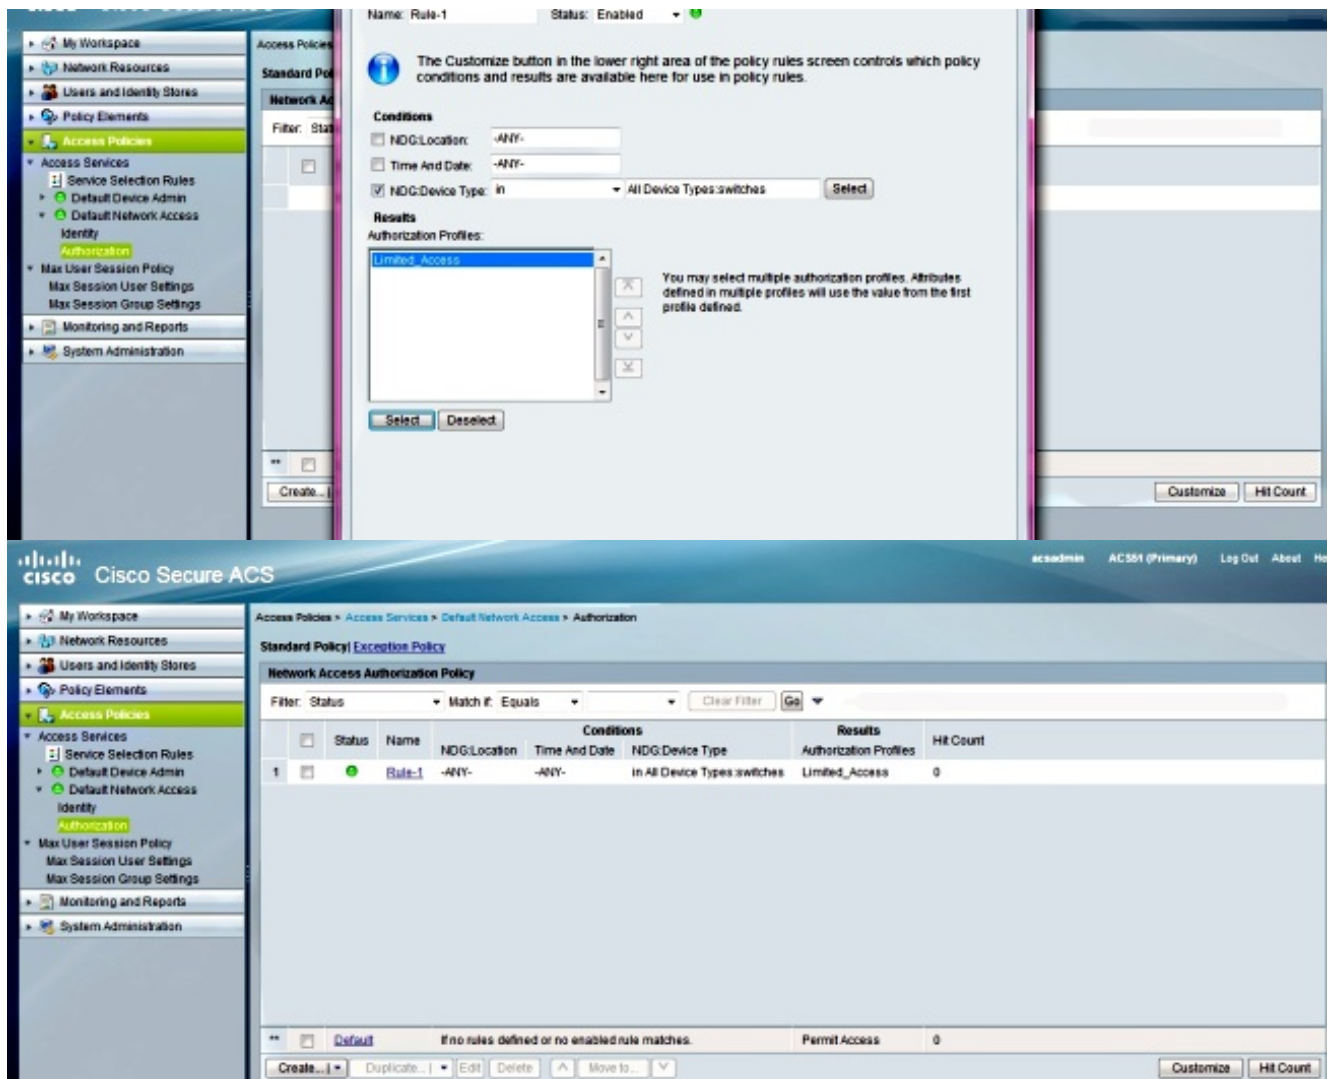 Name: Rule-1 Status: Enabled
My Workspace
Network Resources
Users and Identity Stores
Policy Elements
Access Policies
Access Services
Service Selection Rules
Default Device Admin
Default Network Access
Identity
Authorization
Max User Session Policy
Max Session User Settings
Max Session Group Settings
Monitoring and Reports
System Administration
Access Policies
Standard Pol
Network Ac
Filter: Stat
The Customize button in the lower right area of the policy rules screen controls which policy
conditions and results are available here for use in policy rules.
Conditions
NDG:Location: -ANY-
Time And Date: -ANY-
NDG:Device Type: in All Device Types:switches Select
Results
Authorization Profiles:
Limited_Access
You may select multiple authorization profiles. Attributes
defined in multiple profiles will use the value from the first
profile defined.
Select Deselect
**
Create... | Customize Hit Count
CISCO Cisco Secure ACS
acsadmin ACS51 (Primary) Log Out About He
My Workspace
Network Resources
Users and Identity Stores
Policy Elements
Access Policies
Access Services
Service Selection Rules
Default Device Admin
Default Network Access
Identity
Authorization
Max User Session Policy
Max Session User Settings
Max Session Group Settings
Monitoring and Reports
System Administration
Access Policies > Access Services > Default Network Access > Authorization
Standard Policy| Exception Policy
Network Access Authorization Policy
Filter: Status Match if: Equals Clear Filter Go
Conditions Results
Status Name NDG:Location Time And Date NDG:Device Type Authorization Profiles Hit Count
1 Rule-1 -ANY- -ANY- in All Device Types:switches Limited_Access 0
** Default If no rules defined or no enabled rule matches. Permit Access 0
Create... | Duplicate... | Edit Delete Move to... Customize Hit Count